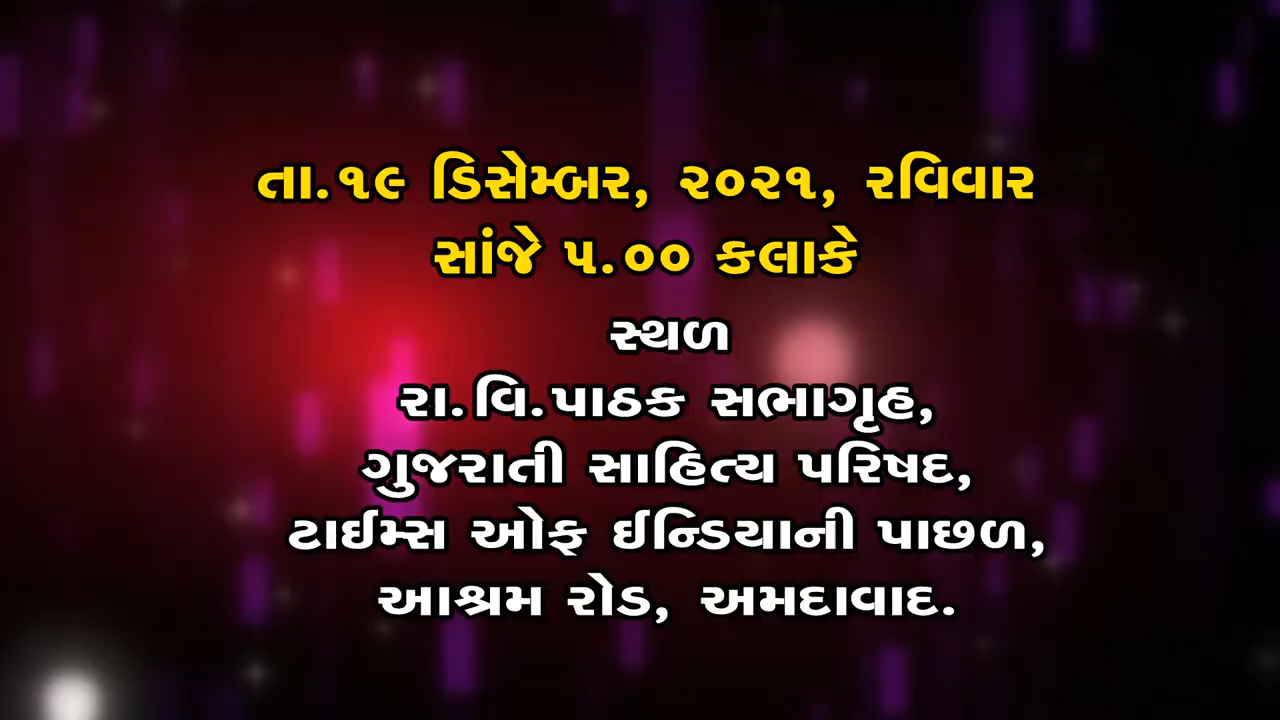 તા.૧૯ ડિસેમ્બર, ૨૦૨૧, રવિવાર
સાંજે ૫.૦૦ કલાકે
સ્થળ
રા.વિ.પાઠક સભાગૃહ,
ગુજરાતી સાહિત્ય પરિષદ,
ટાઈમ્સ ઓફ ઈન્ડિયાની પાછળ,
આશ્રમ રોડ, અમદાવાદ.